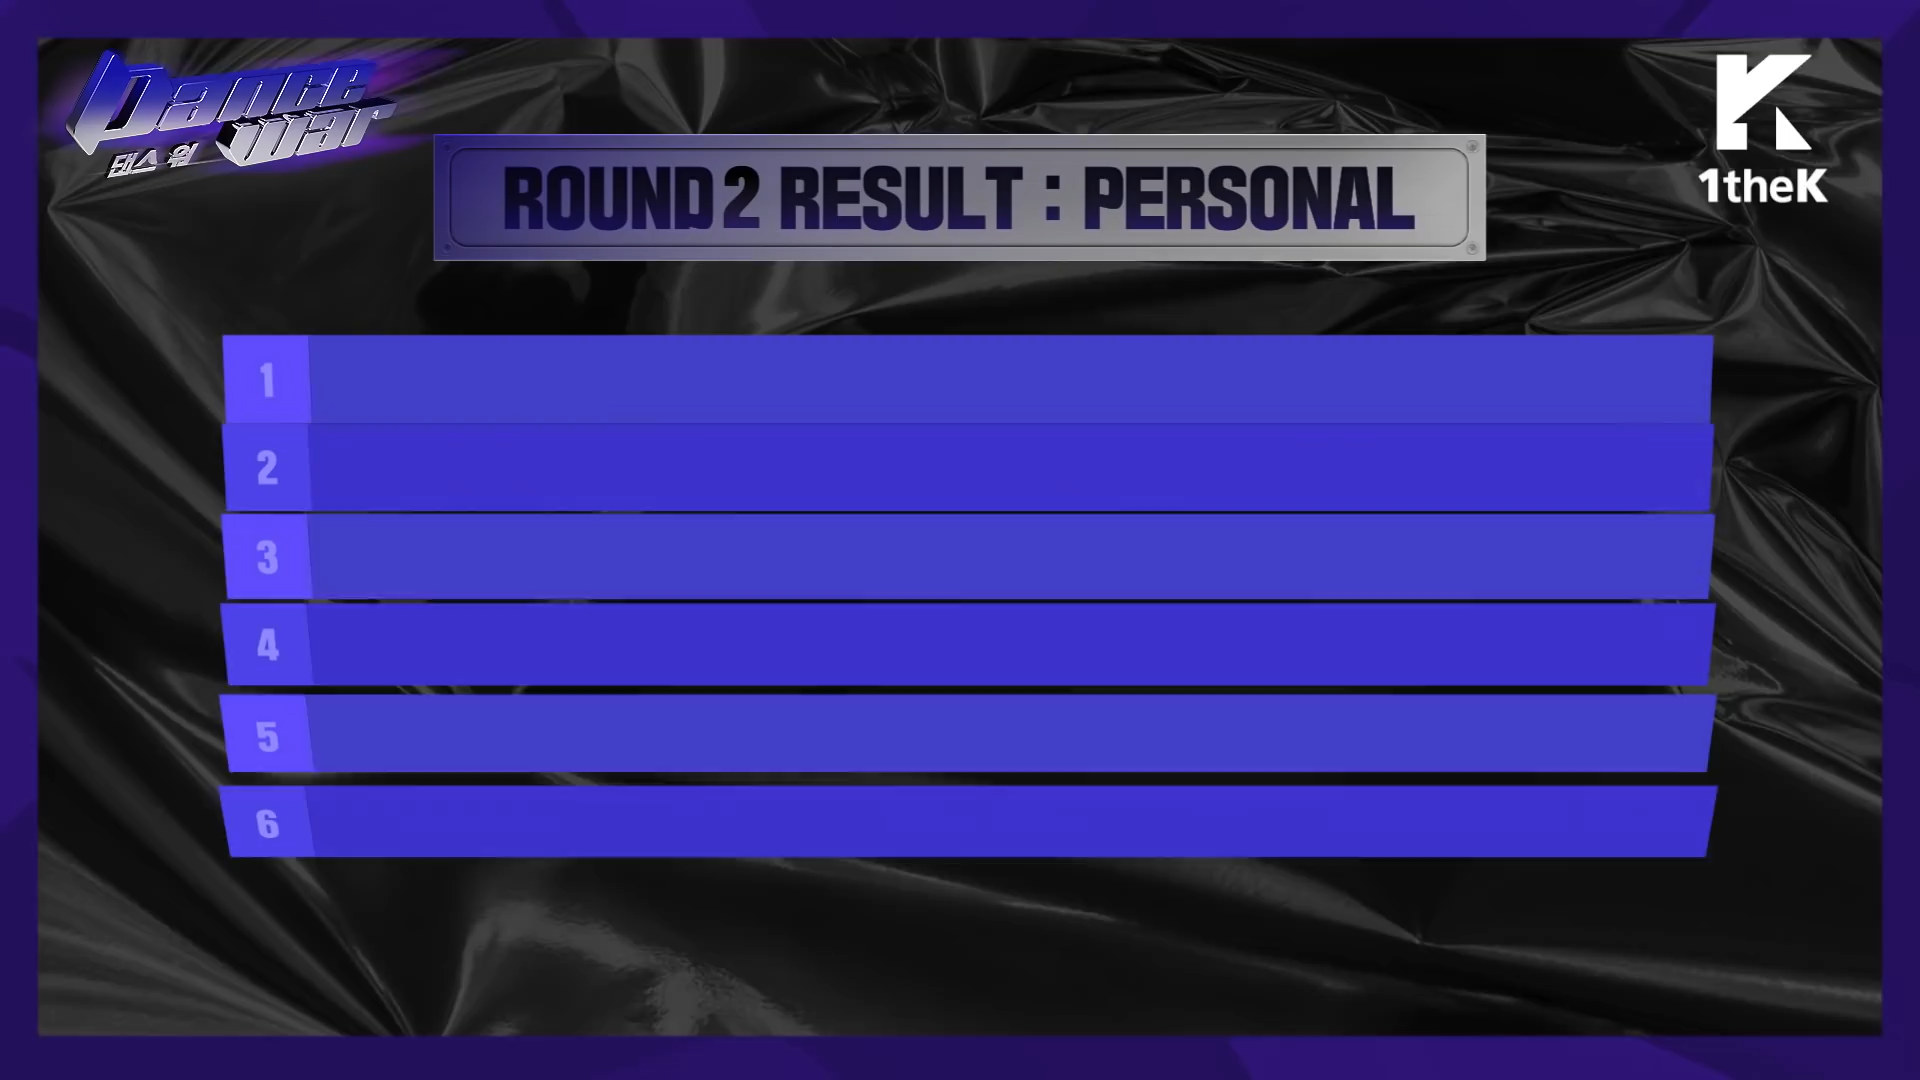 Dance
War
댄스 워
1theK
ROUND 2 RESULT : PERSONAL
1
2
3
4
5
6